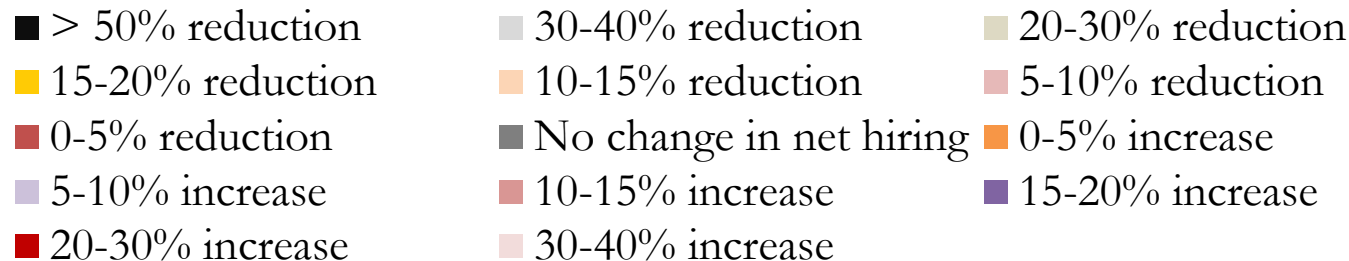 > 50% reduction 30-40% reduction 20-30% reduction
15-20% reduction 10-15% reduction 5-10% reduction
0-5% reduction No change in net hiring 0-5% increase
5-10% increase 10-15% increase 15-20% increase
20-30% increase 30-40% increase